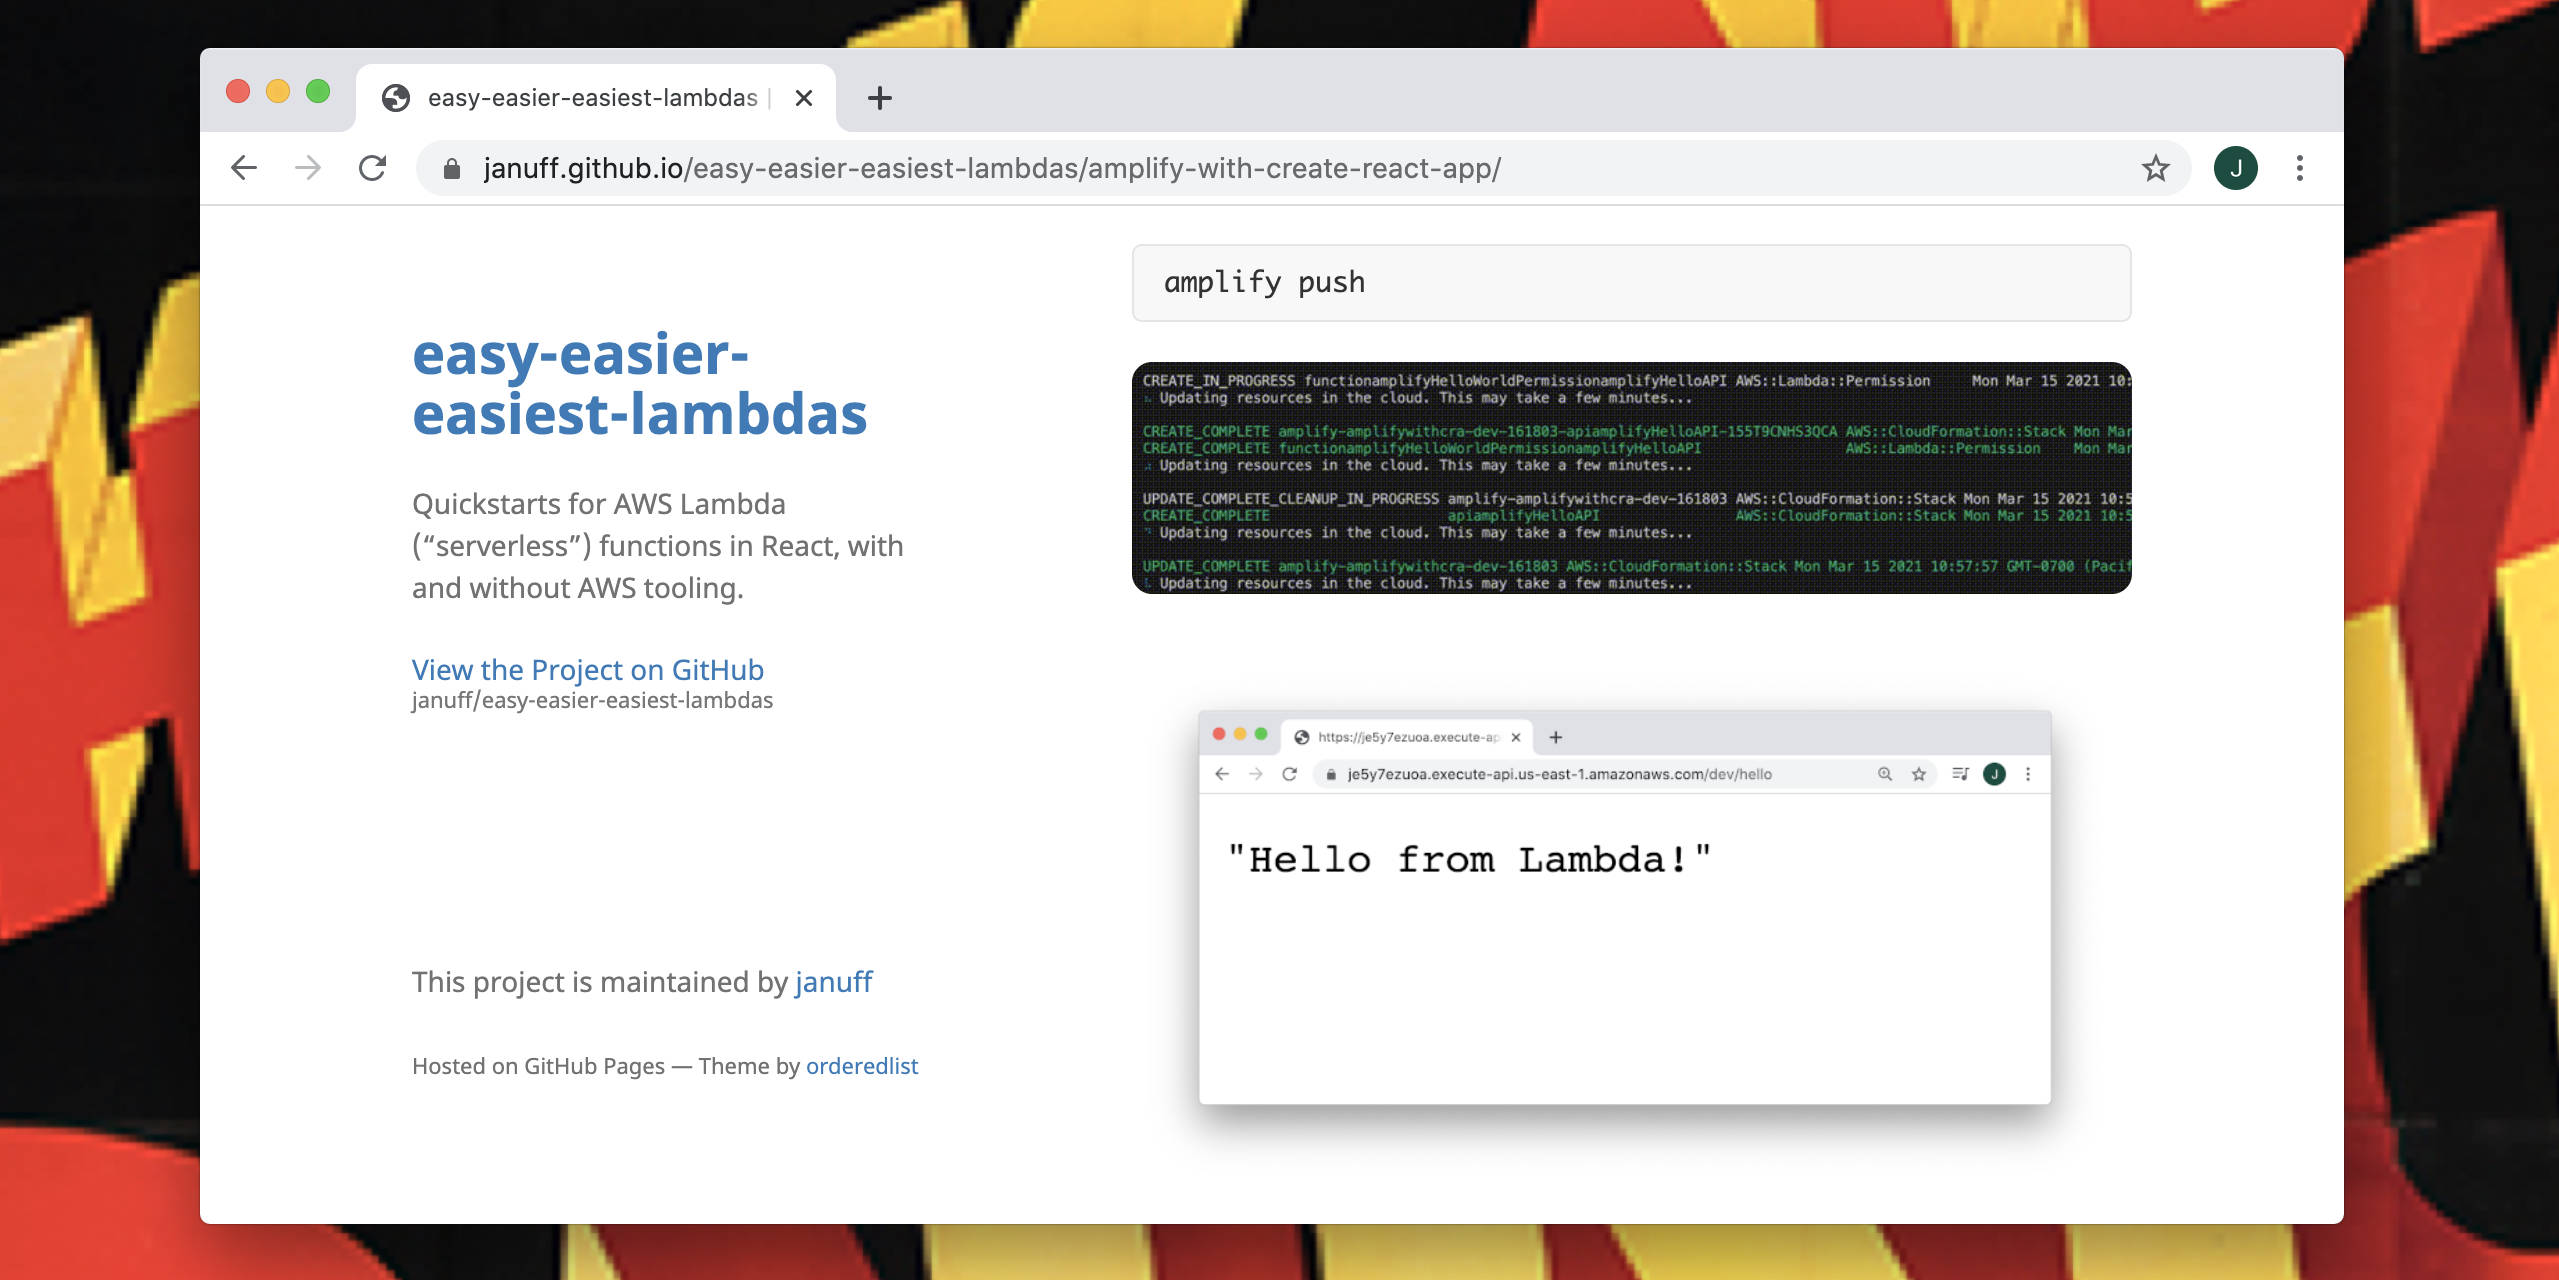 easy-easier-easiest-lambdas |
januff.github.io/easy-easier-easiest-lambdas/amplify-with-create-react-app/
J
easy-easier-
easiest-lambdas
Quickstarts for AWS Lambda
(“serverless”) functions in React, with
and without AWS tooling.
View the Project on GitHub
januff/easy-easier-easiest-lambdas
This project is maintained by januff
Hosted on GitHub Pages — Theme by orderedlist
amplify push
CREATE_IN_PROGRESS functionamplifyHelloWorldPermissionamplifyHelloAPI AWS::Lambda::Permission Mon Mar 15 2021 10:
Updating resources in the cloud. This may take a few minutes...
CREATE_COMPLETE amplify-amplifywithcra-dev-161803-apiamplifyHelloAPI-155T9CNHS3QCA AWS::CloudFormation::Stack Mon Mar
CREATE_COMPLETE functionamplifyHelloWorldPermissionamplifyHelloAPI AWS::Lambda::Permission Mon Mar
Updating resources in the cloud. This may take a few minutes...
UPDATE_COMPLETE_CLEANUP_IN_PROGRESS amplify-amplifywithcra-dev-161803 AWS::CloudFormation::Stack Mon Mar 15 2021 10:5
CREATE_COMPLETE apiamplifyHelloAPI AWS::CloudFormation::Stack Mon Mar 15 2021 10:5
Updating resources in the cloud. This may take a few minutes...
UPDATE_COMPLETE amplify-amplifywithcra-dev-161803 AWS::CloudFormation::Stack Mon Mar 15 2021 10:57:57 GMT-0700 (Pacif
Updating resources in the cloud. This may take a few minutes...
https://je5y7ezuoa.execute-ap
je5y7ezuoa.execute-api.us-east-1.amazonaws.com/dev/hello
J
"Hello from Lambda!"